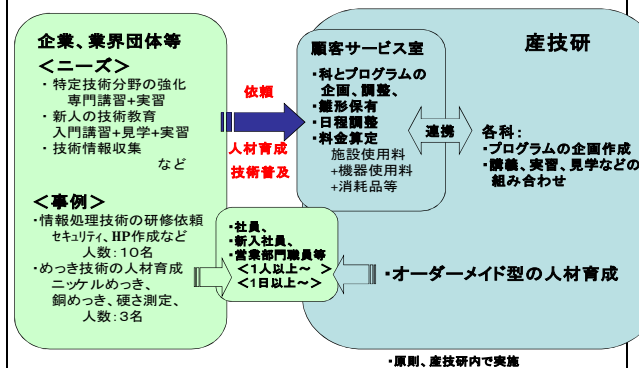 企業、業界団体等
＜ニーズ＞
・特定技術分野の強化
専門講習+実習
・新人の技術教育
入門講習+見学+実習
・技術情報収集
など
＜事例＞
・情報処理技術の研修依頼
セキュリティ、HP作成など
人数:10名
・めっき技術の人材育成
ニッケルめっき、
銅めっき、硬さ測定、
人数:3名
依頼
人材育成
技術普及
・社員、
・新入社員、
・営業部門職員等
＜1人以上～ ＞
＜1日以上～＞
顧客サービス室
・科とプログラムの
企画、調整、
・雛形保有
・日程調整
・料金算定
施設使用料
+機器使用料
+消耗品等
連携
産技研
各科:
・プログラムの企画作成
・講義、実習、見学などの
組み合わせ
・オーダーメイド型の人材育成
・原則、産技研内で実施